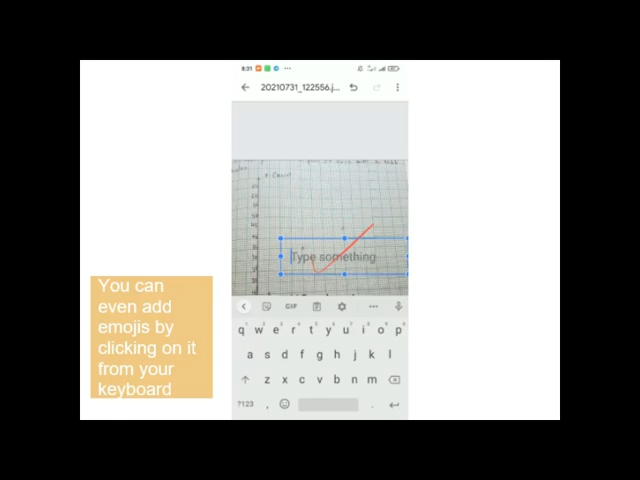 8:31
20210731_122556.j...
Type something
You can
even add
emojis by
clicking on it
from your
keyboard
GIF
q w e r t y u i o p
a s d f g h j k l
z x c v b n m
?123 , .